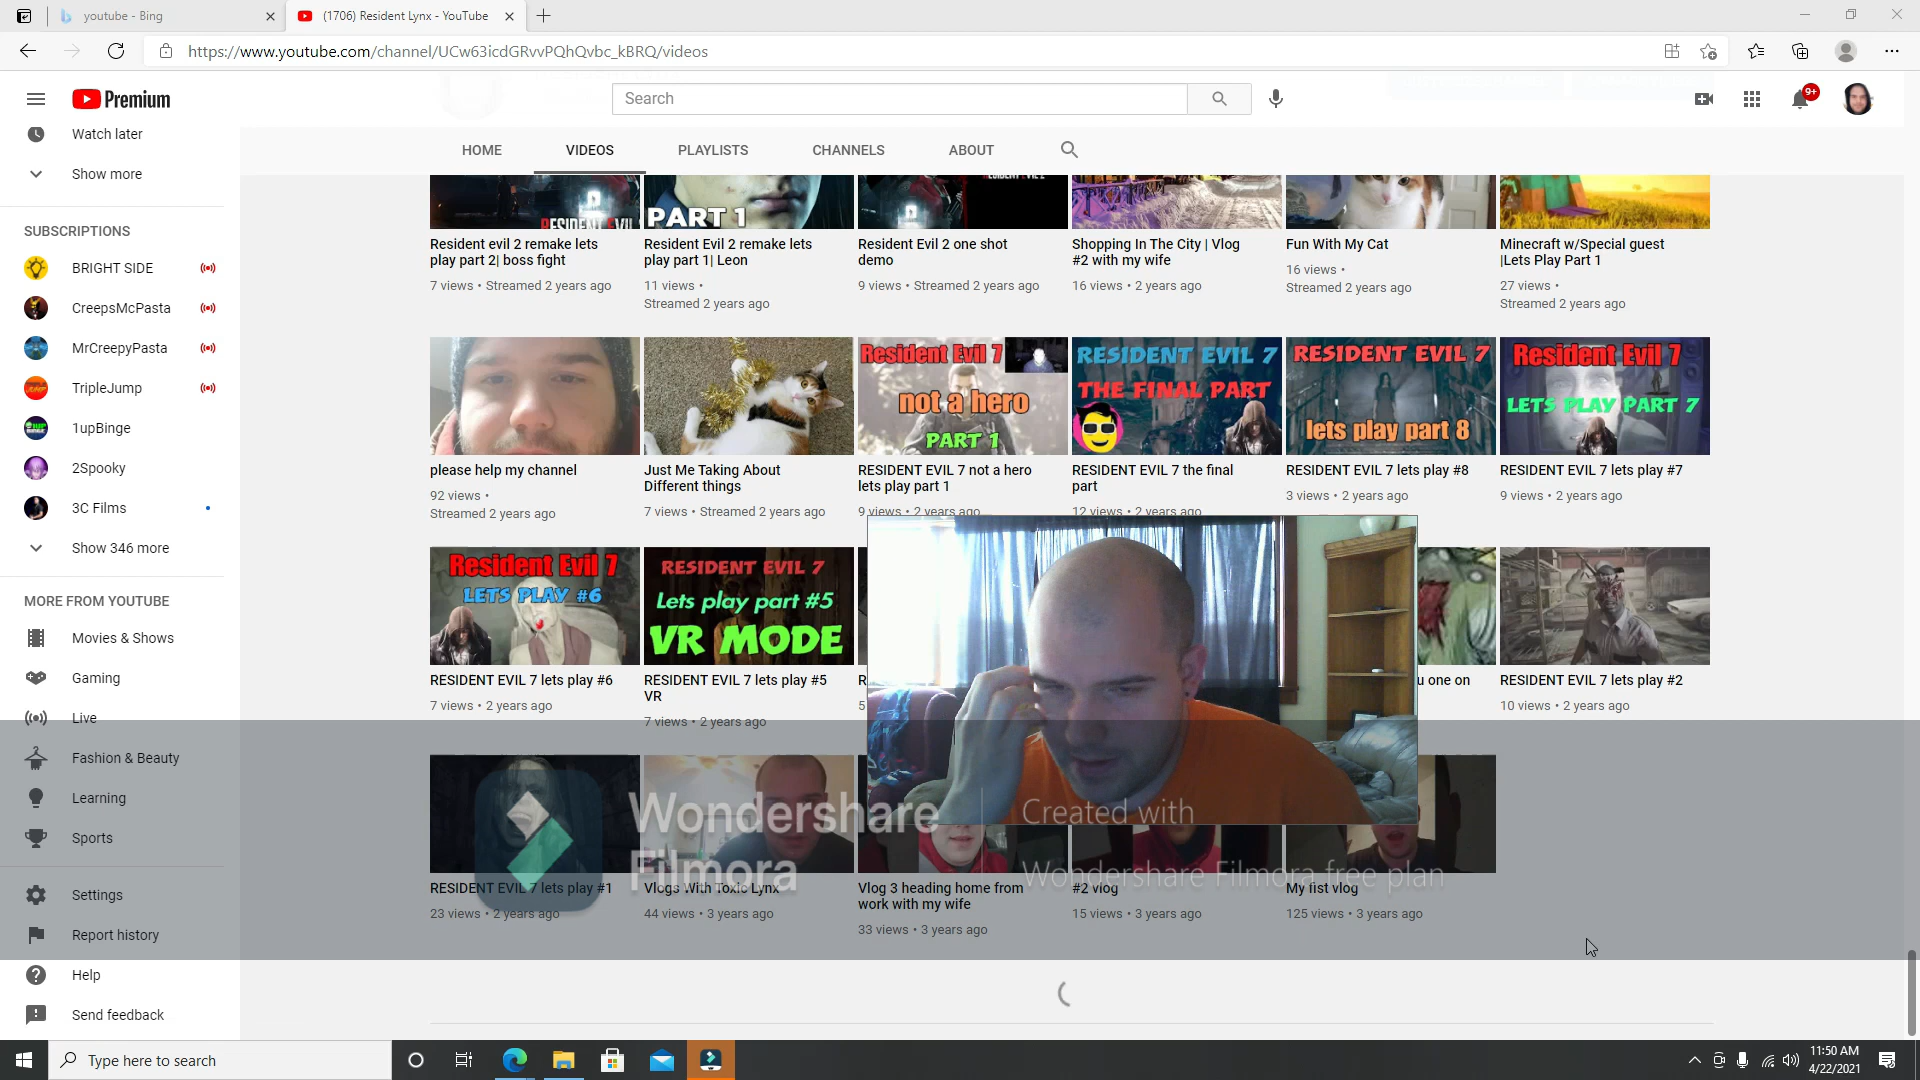 youtube - Bing
(1706) Resident Lynx - YouTube
https://www.youtube.com/channel/UCw63icdGRvvPQhQvbc_kBRQ/videos
Premium
Search
9+
Watch later
Show more
SUBSCRIPTIONS
BRIGHT SIDE
CreepsMcPasta
MrCreepyPasta
TripleJump
1upBinge
2Spooky
3C Films
Show 346 more
MORE FROM YOUTUBE
Movies & Shows
Gaming
Live
Fashion & Beauty
Learning
Sports
Settings
Report history
Help
Send feedback
HOME VIDEOS PLAYLISTS CHANNELS ABOUT
PART 1
Resident evil 2 remake lets
play part 2| boss fight
7 views • Streamed 2 years ago
Resident Evil 2 remake lets
play part 1| Leon
11 views •
Streamed 2 years ago
Resident Evil 2 one shot
demo
9 views • Streamed 2 years ago
Shopping In The City | Vlog
#2 with my wife
16 views • 2 years ago
Fun With My Cat
16 views •
Streamed 2 years ago
Minecraft w/Special guest
|Lets Play Part 1
27 views •
Streamed 2 years ago
please help my channel
92 views •
Streamed 2 years ago
Just Me Taking About
Different things
7 views • Streamed 2 years ago
Resident Evil 7
not a hero
PART 1
RESIDENT EVIL 7 not a hero
lets play part 1
9 views • 2 years ago
RESIDENT EVIL 7
THE FINAL PART
RESIDENT EVIL 7 the final
part
12 views • 2 years ago
RESIDENT EVIL 7
lets play part 8
RESIDENT EVIL 7 lets play #8
3 views • 2 years ago
Resident Evil 7
LETS PLAY PART 7
RESIDENT EVIL 7 lets play #7
9 views • 2 years ago
Resident Evil 7
LETS PLAY #6
RESIDENT EVIL 7 lets play #6
7 views • 2 years ago
RESIDENT EVIL 7
Lets play part #5
VR MODE
RESIDENT EVIL 7 lets play #5
VR
7 views • 2 years ago
R
5
u one on
RESIDENT EVIL 7 lets play #2
10 views • 2 years ago
Wondershare
Filmora
Created with
Wondershare Filmora free plan
RESIDENT EVIL 7 lets play #1
23 views • 2 years ago
Vlogs With Toxic Lynx
44 views • 3 years ago
Vlog 3 heading home from
work with my wife
33 views • 3 years ago
#2 vlog
15 views • 3 years ago
My fist vlog
125 views • 3 years ago
Type here to search
11:50 AM
4/22/2021